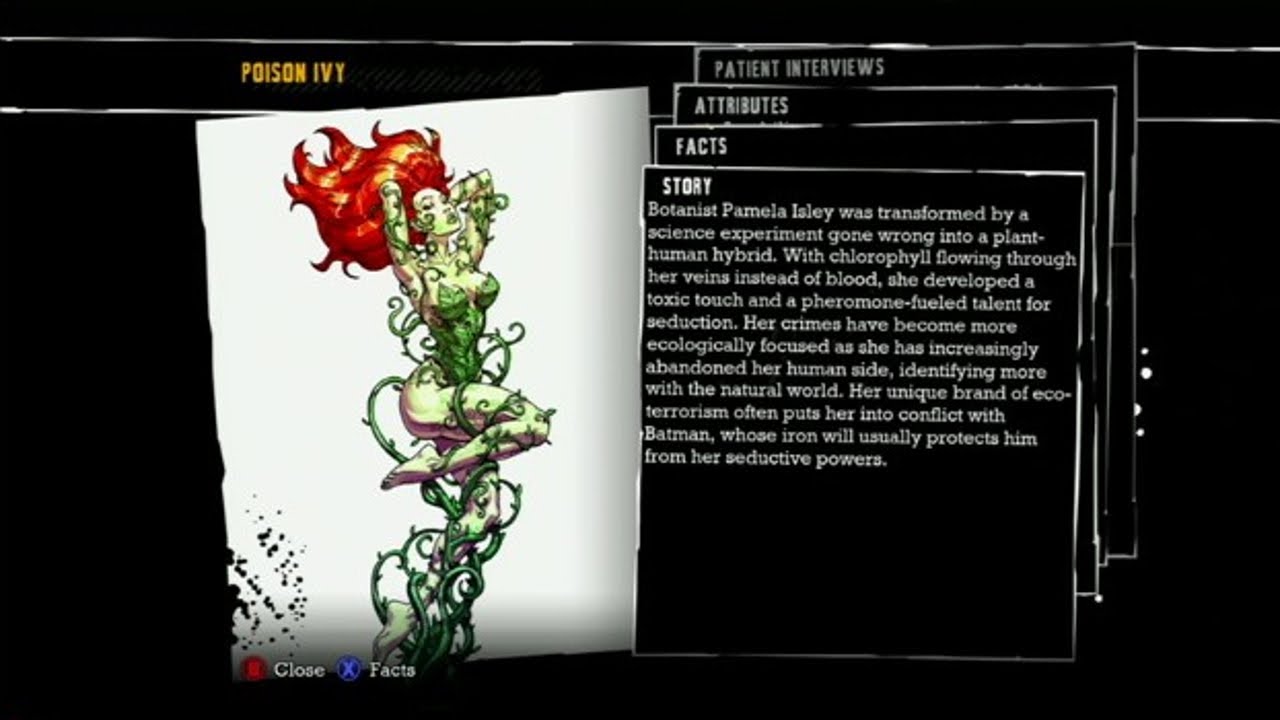 POISON IVY
PATIENT INTERVIEWS
ATTRIBUTES
FACTS
STORY
Botanist Pamela Isley was transformed by a
science experiment gone wrong into a plant-
human hybrid. With chlorophyll flowing through
her veins instead of blood, she developed a
toxic touch and a pheromone-fueled talent for
seduction. Her crimes have become more
ecologically focused as she has increasingly
abandoned her human side, identifying more
with the natural world. Her unique brand of eco-
terrorism often puts her into conflict with
Batman, whose iron will usually protects him
from her seductive powers.
B Close X Facts